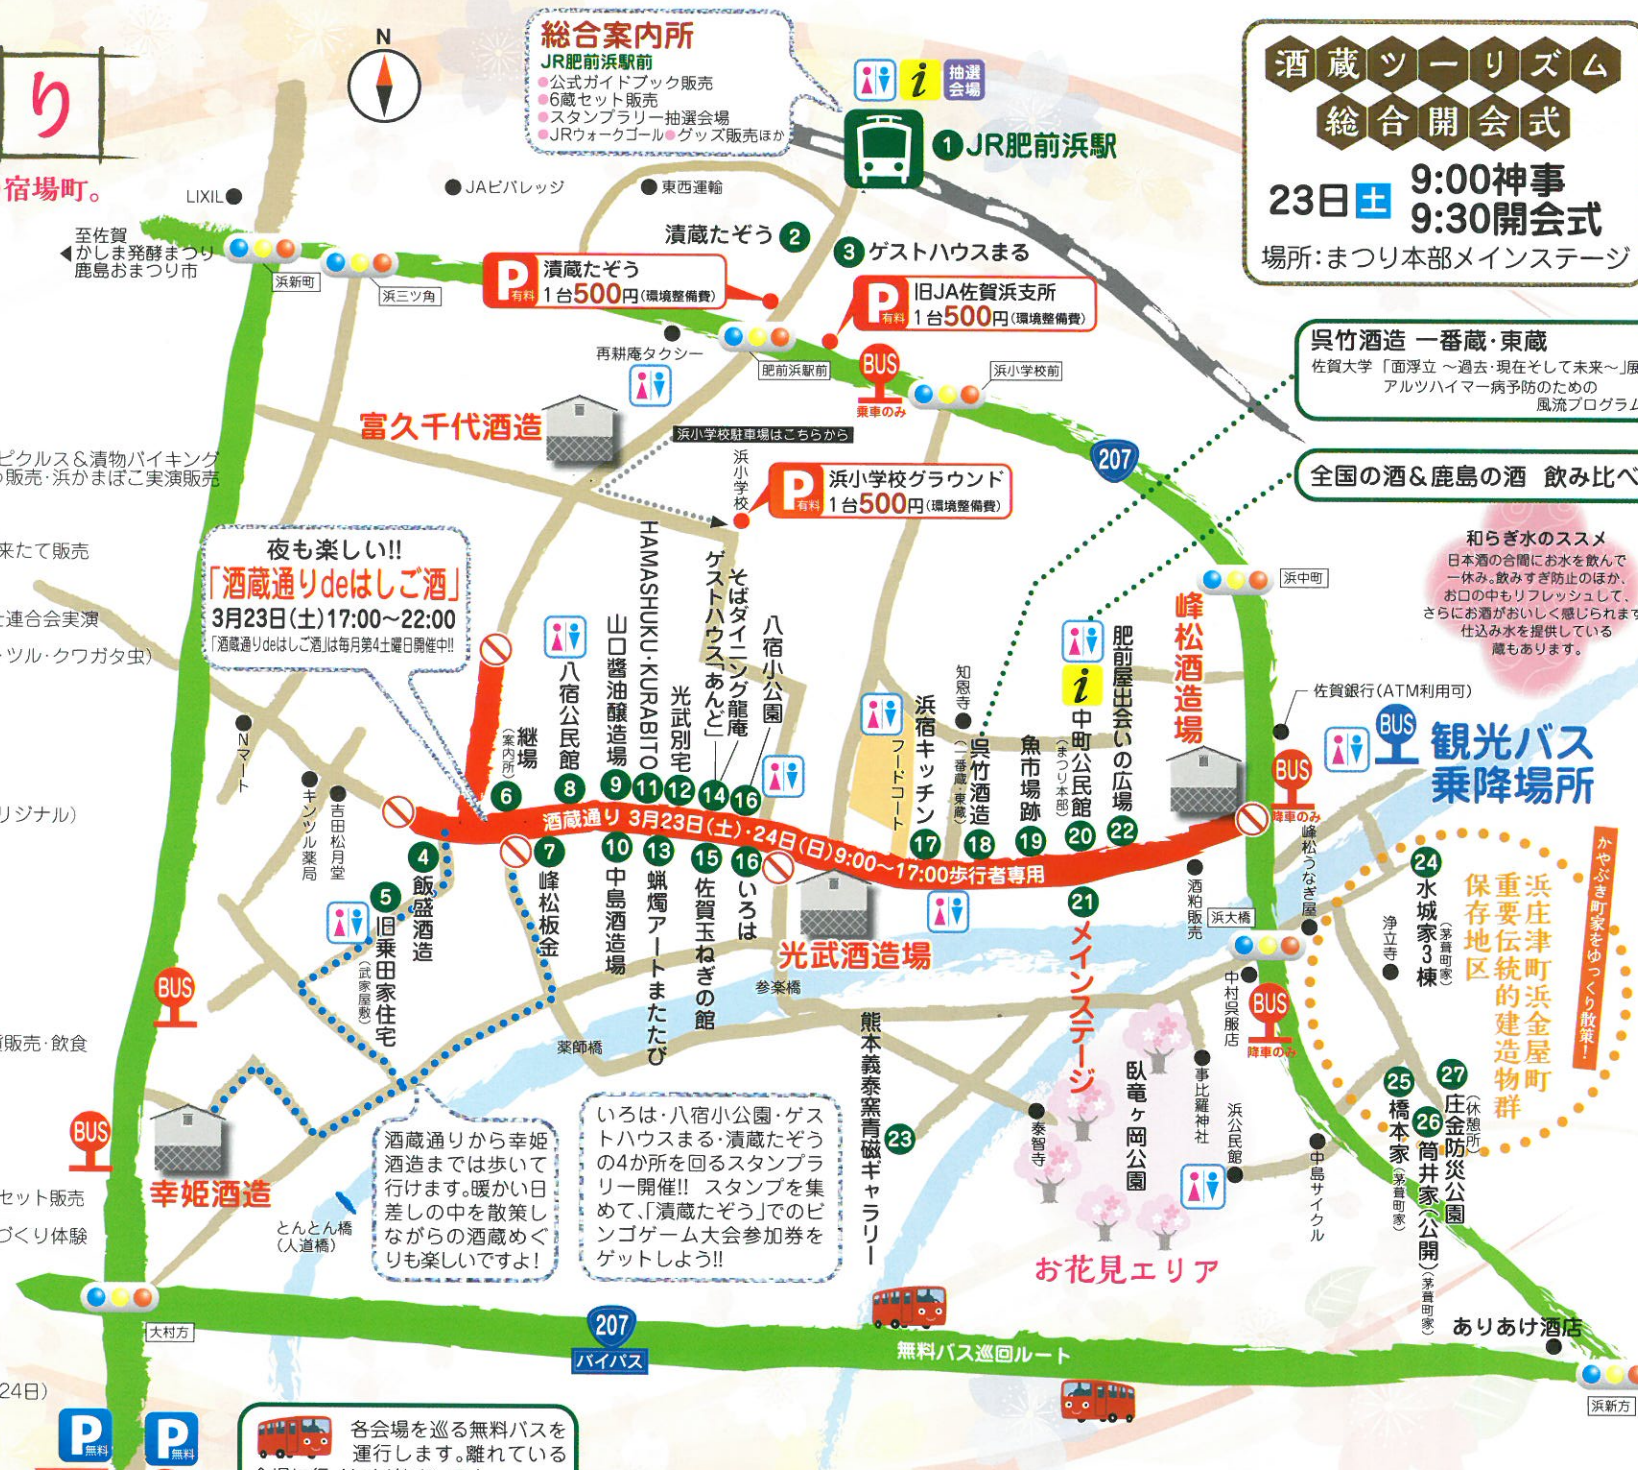 り
宿場町。
N
総合案内所
JR肥前浜駅前
●公式ガイドブック販売
●6蔵セット販売
●スタンプラリー抽選会場
●JRウォークゴール●グッズ販売ほか
i
抽選
会場
1 JR肥前浜駅
酒蔵ツーリズム
総合開会式
23日土
9:00神事
9:30開会式
場所:まつり本部メインステージ
LIXIL
JAビバレッジ
東西運輸
至佐賀
かしま発酵まつり
鹿島おまつり市
浜新町
浜三ツ角
漬蔵たぞう 2
3 ゲストハウスまる
P有料 漬蔵たぞう
1台500円(環境整備費)
P有料 旧JA佐賀浜支所
1台500円(環境整備費)
再耕庵タクシー
肥前浜駅前
BUS
乗車のみ
浜小学校前
呉竹酒造 一番蔵・東蔵
佐賀大学「面浮立 ~過去・現在そして未来~」展
アルツハイマー病予防のための
風流プログラム
富久千代酒造
浜小学校駐車場はこちらから
浜小学校
P有料 浜小学校グラウンド
1台500円(環境整備費)
207
全国の酒&鹿島の酒 飲み比べ
ピクルス&漬物バイキング
販売・浜かまぼこ実演販売
来たて販売
連合会実演
ツル・クワガタ虫)
リジナル)
販売・飲食
セット販売
づくり体験
24日)
和らぎ水のススメ
日本酒の合間にお水を飲んで
一休み。飲みすぎ防止のほか、
お口の中もリフレッシュして、
さらにお酒がおいしく感じられます
仕込み水を提供している
蔵もあります。
夜も楽しい!!
「酒蔵通りdeはしご酒」
3月23日(土)17:00~22:00
「酒蔵通りdeはしご酒」は毎月第4土曜日開催中!!
浜中町
峰松酒造場
佐賀銀行(ATM利用可)
BUS
観光バス
乗降場所
BUS
降車のみ
Nマート
キンツル薬局
吉田松月堂
継場
(案内所)
6
八宿公民館
8
山口醤油醸造場
9
HAMASHUKU・KURABITO
11
光武別宅
12
ゲストハウス「あんど」
そばダイニング龍庵
14
八宿小公園
16
フードコート
浜宿キッチン
17
知恩寺
呉竹酒造
(一番蔵・東蔵)
18
魚市場跡
19
i
中町公民館
(まつり本部)
20
肥前屋出会いの広場
22
酒蔵通り 3月23日(土)・24日(日)9:00~17:00歩行者専用
4
飯盛酒造
5
旧乗田家住宅
(武家屋敷)
7
峰松板金
10
中島酒造場
13
蝋燭アートまたたび
15
佐賀玉ねぎの館
16
いろは
光武酒造場
参楽橋
薬師橋
21
メインステージ
酒粕販売
浜大橋
峰松うなぎ屋
中村呉服店
BUS
降車のみ
24
水城家3棟
(茅葺町家)
浄立寺
浜庄津町浜金屋町
重要伝統的建造物群
保存地区
かやぶき町家をゆっくり散策!
25
橋本家
(茅葺町家)
26
筒井家(公開)
(茅葺町家)
27
庄金防災公園
(休憩所)
熊本義泰窯青磁ギャラリー
23
泰智寺
臥竜ヶ岡公園
事比羅神社
浜公民館
中島サイクル
お花見エリア
BUS
BUS
幸姫酒造
とんとん橋
(人道橋)
酒蔵通りから幸姫
酒造までは歩いて
行けます。暖かい日
差しの中を散策し
ながらの酒蔵めぐ
りも楽しいですよ!
いろは・八宿小公園・ゲス
トハウスまる・漬蔵たぞう
の4か所を回るスタンプラ
リー開催!! スタンプを集
めて、「漬蔵たぞう」でのビ
ンゴゲーム大会参加券を
ゲットしよう!!
大村方
207
バイパス
無料バス巡回ルート
ありあけ酒店
浜新方
P無料
P無料
各会場を巡る無料バスを
運行します。離れている